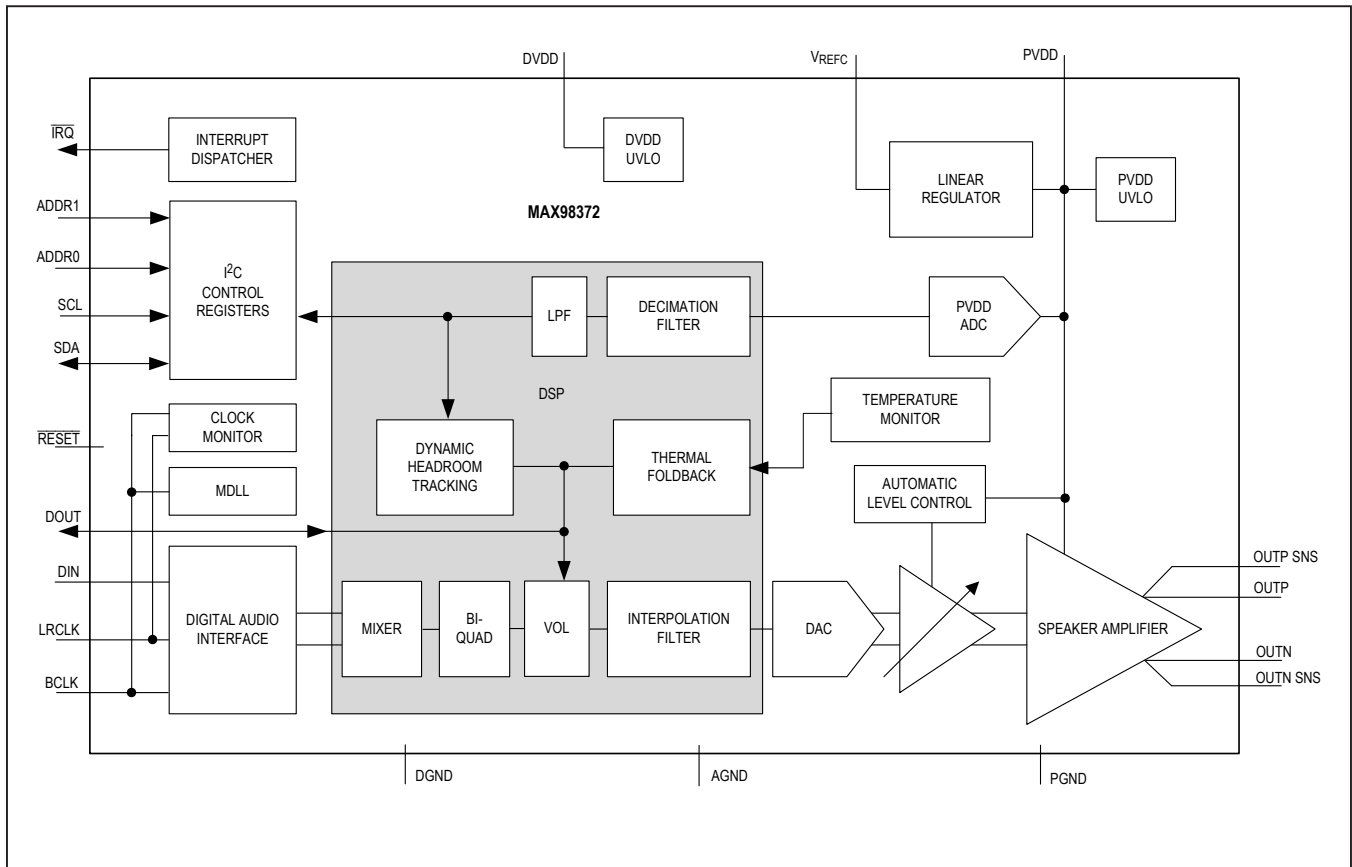 DVDD
VREFC
PVDD
IRQ
INTERRUPT
DISPATCHER
DVDD
UVLO
LINEAR
REGULATOR
PVDD
UVLO
MAX98372
ADDR1
ADDR0
SCL
SDA
I2C
CONTROL
REGISTERS
LPF
DECIMATION
FILTER
PVDD
ADC
DSP
TEMPERATURE
MONITOR
CLOCK
MONITOR
RESET
DYNAMIC
HEADROOM
TRACKING
THERMAL
FOLDBACK
MDLL
AUTOMATIC
LEVEL CONTROL
DOUT
DIN
LRCLK
BCLK
DIGITAL AUDIO
INTERFACE
MIXER
BI-
QUAD
VOL
INTERPOLATION
FILTER
DAC
SPEAKER AMPLIFIER
OUTP SNS
OUTP
OUTN
OUTN SNS
DGND
AGND
PGND